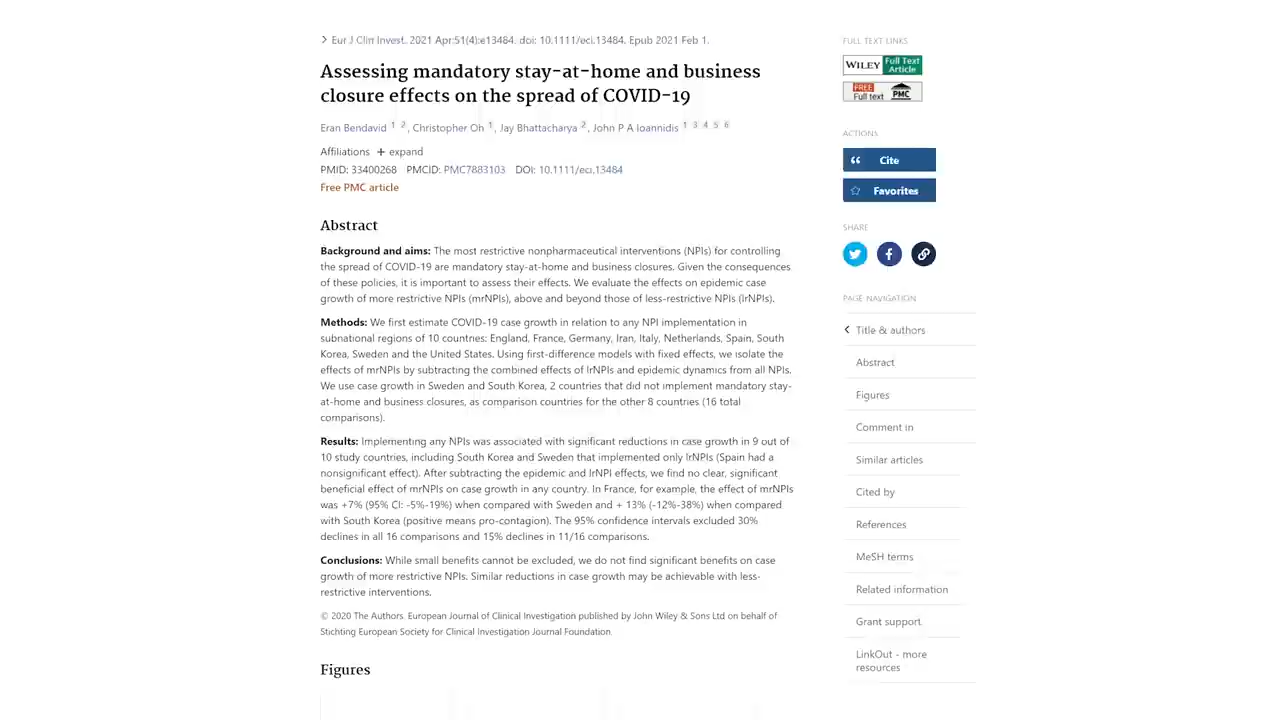 > Eur J Clin Invest. 2021 Apr;51(4):e13484. doi: 10.1111/eci.13484. Epub 2021 Feb 1.
Assessing mandatory stay-at-home and business
closure effects on the spread of COVID-19
Eran Bendavid 1 2, Christopher Oh 1, Jay Bhattacharya 2, John P A Ioannidis 1 3 4 5 6
Affiliations + expand
PMID: 33400268 PMCID: PMC7883103 DOI: 10.1111/eci.13484
Free PMC article
Abstract
Background and aims: The most restrictive nonpharmaceutical interventions (NPIs) for controlling
the spread of COVID-19 are mandatory stay-at-home and business closures. Given the consequences
of these policies, it is important to assess their effects. We evaluate the effects on epidemic case
growth of more restrictive NPIs (mrNPIs), above and beyond those of less-restrictive NPIs (lrNPIs).
Methods: We first estimate COVID-19 case growth in relation to any NPI implementation in
subnational regions of 10 countries: England, France, Germany, Iran, Italy, Netherlands, Spain, South
Korea, Sweden and the United States. Using first-difference models with fixed effects, we isolate the
effects of mrNPIs by subtracting the combined effects of lrNPIs and epidemic dynamics from all NPIs.
We use case growth in Sweden and South Korea, 2 countries that did not implement mandatory stay-
at-home and business closures, as comparison countries for the other 8 countries (16 total
comparisons).
Results: Implementing any NPIs was associated with significant reductions in case growth in 9 out of
10 study countries, including South Korea and Sweden that implemented only lrNPIs (Spain had a
nonsignificant effect). After subtracting the epidemic and lrNPI effects, we find no clear, significant
beneficial effect of mrNPIs on case growth in any country. In France, for example, the effect of mrNPIs
was +7% (95% CI: -5%-19%) when compared with Sweden and + 13% (-12%-38%) when compared
with South Korea (positive means pro-contagion). The 95% confidence intervals excluded 30%
declines in all 16 comparisons and 15% declines in 11/16 comparisons.
Conclusions: While small benefits cannot be excluded, we do not find significant benefits on case
growth of more restrictive NPIs. Similar reductions in case growth may be achievable with less-
restrictive interventions.
© 2020 The Authors. European Journal of Clinical Investigation published by John Wiley & Sons Ltd on behalf of
Stichting European Society for Clinical Investigation Journal Foundation.
Figures
FULL TEXT LINKS
WILEY Full Text
Article
FREE
Full text PMC
ACTIONS
Cite
Favorites
SHARE
PAGE NAVIGATION
Title & authors
Abstract
Figures
Comment in
Similar articles
Cited by
References
MeSH terms
Related information
Grant support
LinkOut - more
resources